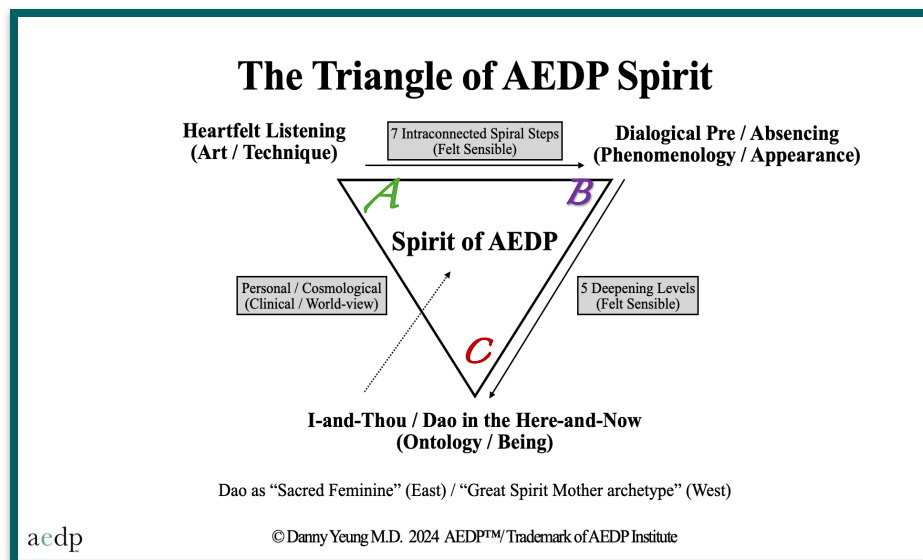 The Triangle of AEDP Spirit
Heartfelt Listening
(Art / Technique)
7 Intraconnected Spiral Steps
(Felt Sensible)
Dialogical Pre / Absencing
(Phenomenology / Appearance)
A
B
Spirit of AEDP
Personal / Cosmological
(Clinical / World-view)
5 Deepening Levels
(Felt Sensible)
C
I-and-Thou / Dao in the Here-and-Now
(Ontology / Being)
Dao as “Sacred Feminine” (East) / “Great Spirit Mother archetype” (West)
aedp
© Danny Yeung M.D. 2024 AEDP™/ Trademark of AEDP Institute